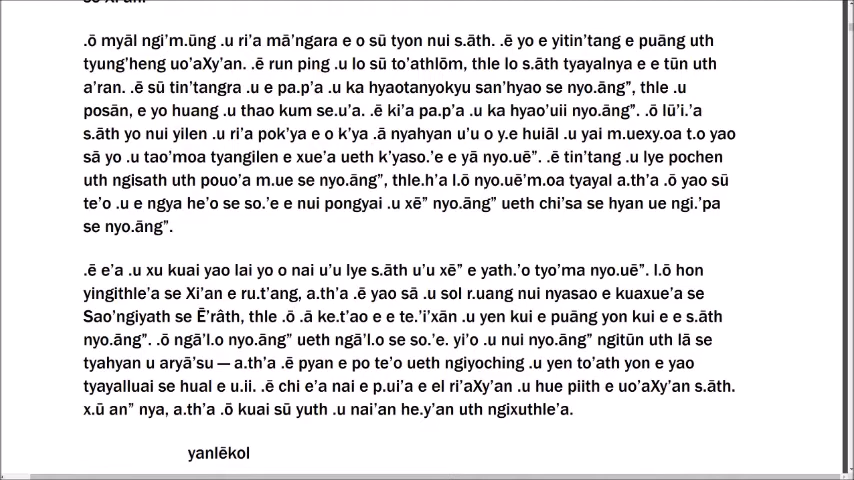 .ō myāl ngi’m.ūng .u ri’a mā’ngara e o sū tyon nui s.āth. .ē yo e yitin’tang e puāng uth
tyung’heng uo’aXy’an. .ē run ping .u lo sū to’athlōm, thle lo s.āth tyayalnya e e tūn uth
a’ran. .ē sū tin’tangra .u e pa.p’a .u ka hyaotanyokyu san’hyao se nyo.āng”, thle .u
posān, e yo huang .u thao kum se.u’a. .ē ki’a pa.p’a .u ka hyao’uii nyo.āng”. .ō lū’i.’a
s.āth yo nui yilen .u ri’a pok’ya e o k’ya .ā nyahyan u’u o y.e huiāl .u yai m.uexy.oa t.o yao
sā yo .u tao’moa tyangilen e xue’a ueth k’yaso.’e e yā nyo.uē”. .ē tin’tang .u lye pochen
uth ngisath uth pouo’a m.ue se nyo.āng”, thle.h’a l.ō nyo.uē’m.oa tyayal a.th’a .ō yao sū
te’o .u e ngya he’o se so.’e e nui pongyai .u xē” nyo.āng” ueth chi’sa se hyan ue ngi.’pa
se nyo.āng”.
.ē e’a .u xu kuai yao lai yo o nai u’u lye s.āth u’u xē” e yath.’o tyo’ma nyo.uē”. l.ō hon
yingithle’a se Xi’an e ru.t’ang, a.th’a .ē yao sā .u sol r.uang nui nyasao e kuaxue’a se
Sao’ngiyath se Ē’râth, thle .ō .ā ke.t’ao e e te.’i’xān .u yen kui e puāng yon kui e e s.āth
nyo.āng”. .ō ngā’l.o nyo.āng” ueth ngā’l.o se so.’e. yi’o .u nui nyo.āng” ngitūn uth lā se
tyahyan u aryā’su — a.th’a .ē pyan e po te’o ueth ngiyoching .u yen to’ath yon e yao
tyayalluai se hual e u.ii. .ē chi e’a nai e p.ui’a e el ri’aXy’an .u hue piith e uo’aXy’an s.āth.
x.ū an” nya, a.th’a .ō kuai sū yuth .u nai’an he.y’an uth ngixuthle’a.
yanlēkol